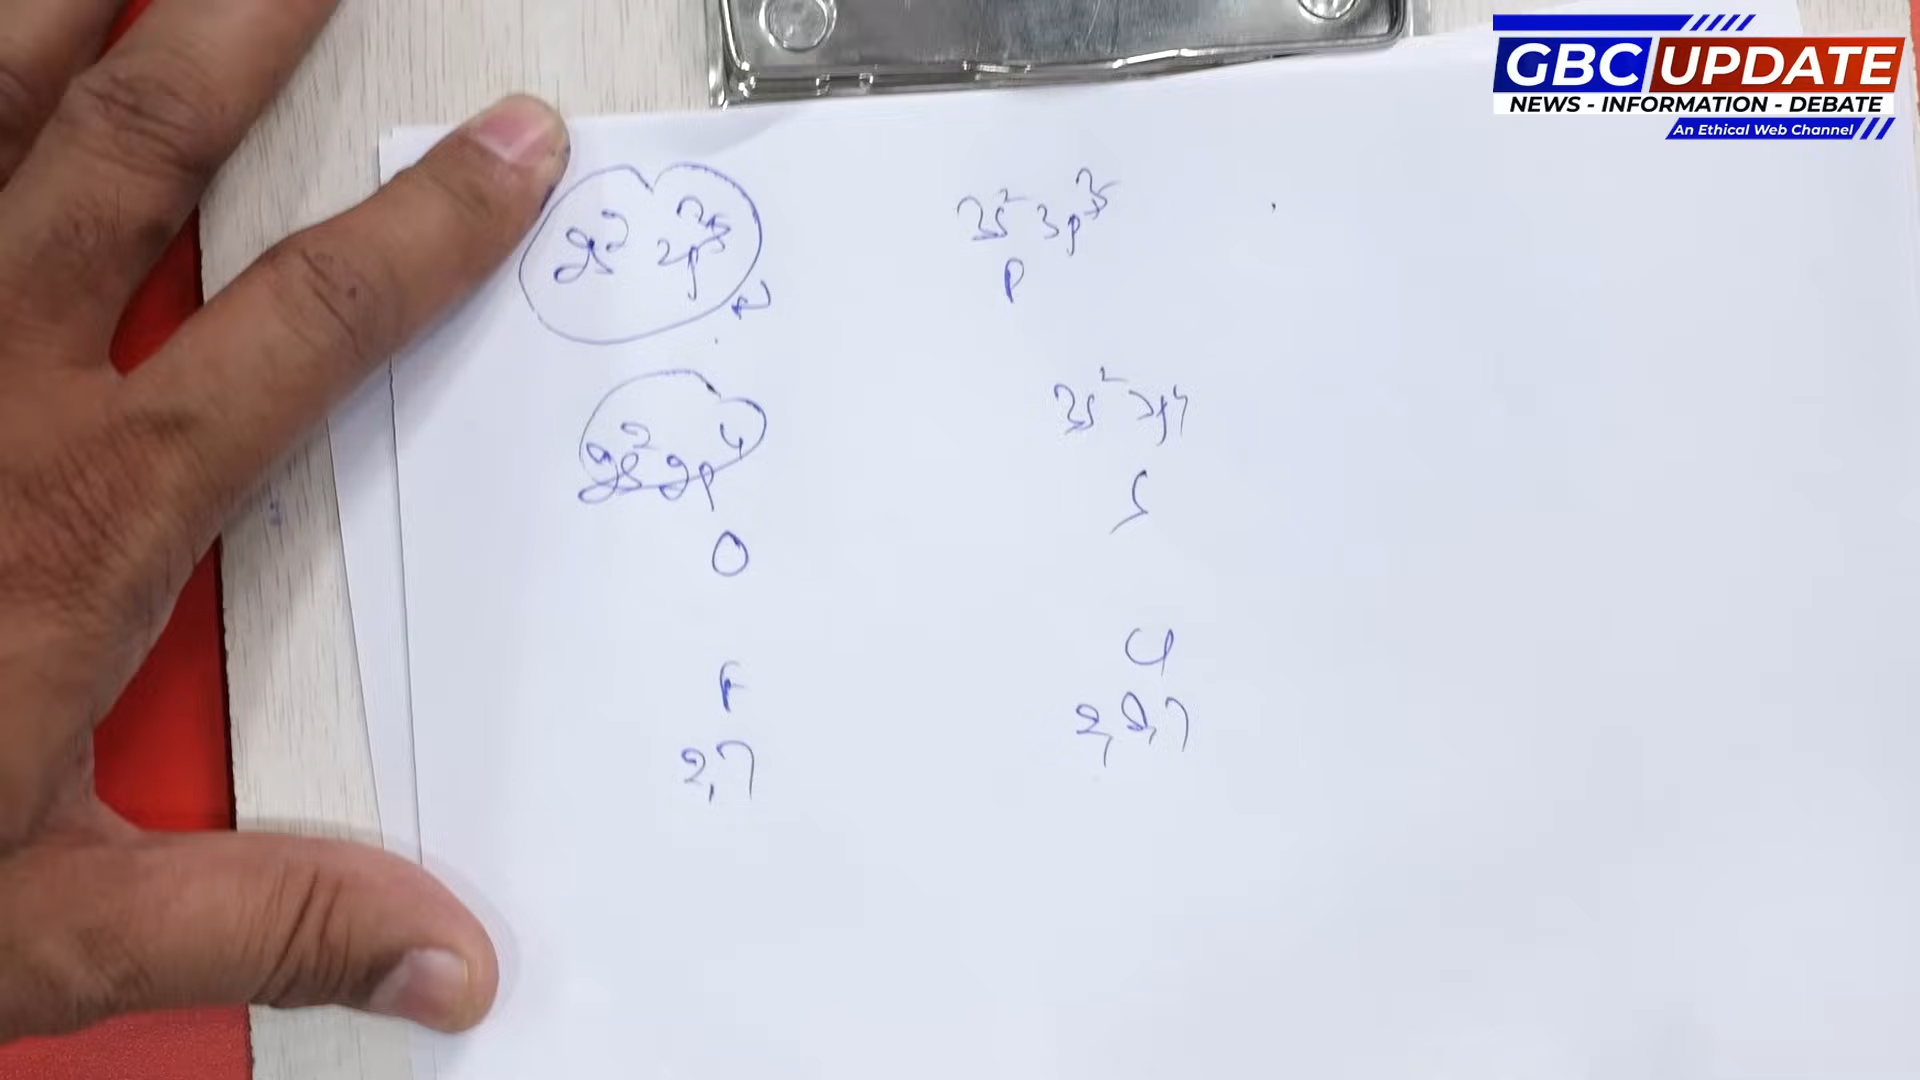 GBC UPDATE
NEWS - INFORMATION - DEBATE
An Ethical Web Channel
2s² 2p³
N
3s² 3p³
P
2s² 2p⁴
O
3s² 3p⁴
S
F
2,7
Cl
2,8,7